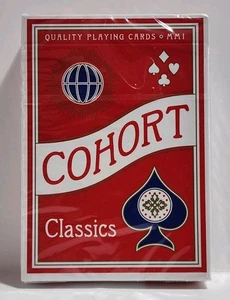 QUALITY PLAYING CARDS ⋄ MMI
COHORT
Classics